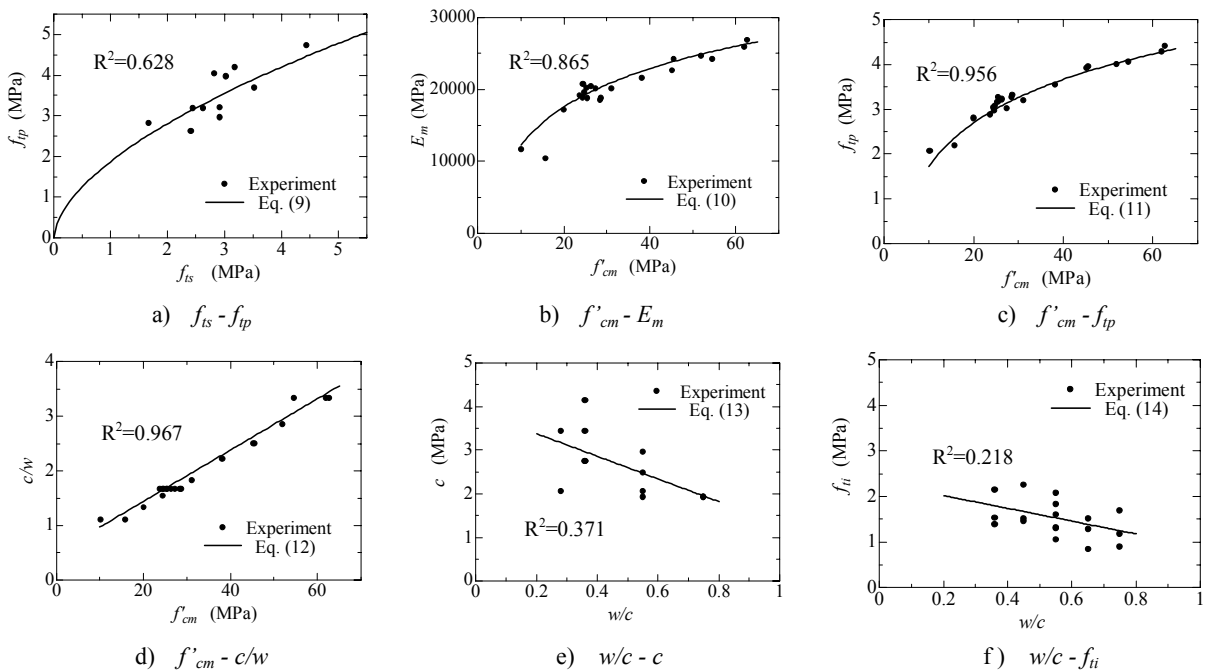 5
4
3
2
1
0
f_tp (MPa)
R²=0.628
Experiment
Eq. (9)
0 1 2 3 4 5
f_ts (MPa)
a) f_ts - f_tp
30000
20000
10000
0
E_m (MPa)
R²=0.865
Experiment
Eq. (10)
0 20 40 60
f'_cm (MPa)
b) f'_cm - E_m
5
4
3
2
1
0
f_tp (MPa)
R²=0.956
Experiment
Eq. (11)
0 20 40 60
f'_cm (MPa)
c) f'_cm - f_tp
4
3
2
1
0
c/w
R²=0.967
Experiment
Eq. (12)
0 20 40 60
f'_cm (MPa)
d) f'_cm - c/w
5
4
3
2
1
0
c (MPa)
Experiment
Eq. (13)
R²=0.371
0 0.2 0.4 0.6 0.8 1
w/c
e) w/c - c
5
4
3
2
1
0
f_ti (MPa)
Experiment
Eq. (14)
R²=0.218
0 0.2 0.4 0.6 0.8 1
w/c
f) w/c - f_ti